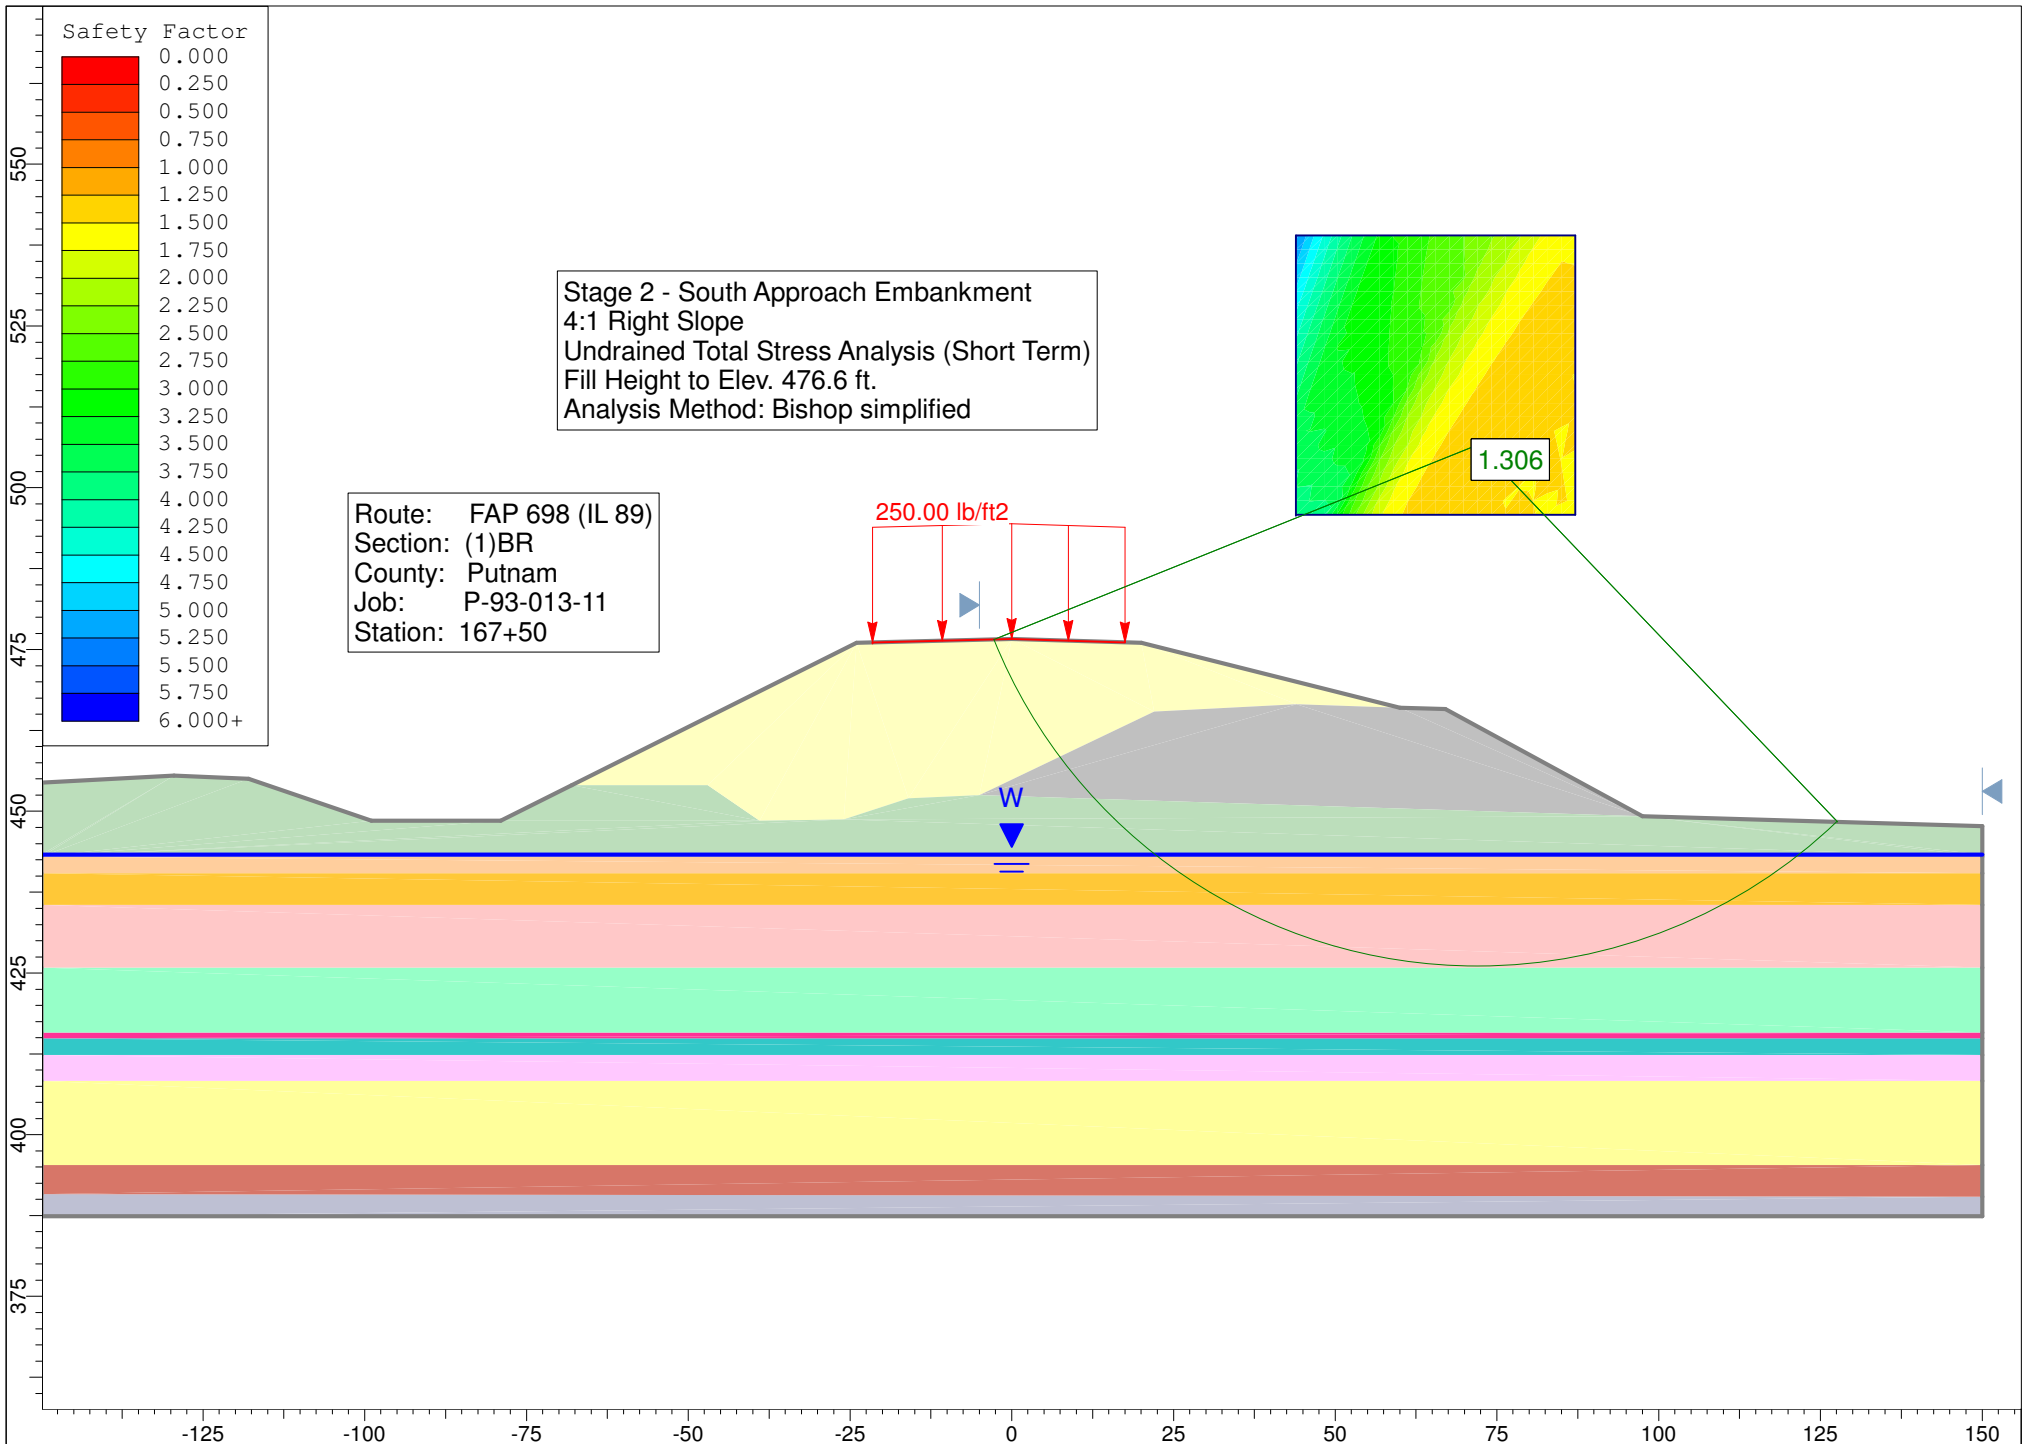 Safety Factor
0.000
0.250
0.500
0.750
1.000
1.250
1.500
1.750
2.000
2.250
2.500
2.750
3.000
3.250
3.500
3.750
4.000
4.250
4.500
4.750
5.000
5.250
5.500
5.750
6.000+
Stage 2 - South Approach Embankment
4:1 Right Slope
Undrained Total Stress Analysis (Short Term)
Fill Height to Elev. 476.6 ft.
Analysis Method: Bishop simplified
1.306
Route: FAP 698 (IL 89)
Section: (1)BR
County: Putnam
Job: P-93-013-11
Station: 167+50
250.00 lb/ft2
W
550
525
500
475
450
425
400
375
-125 -100 -75 -50 -25 0 25 50 75 100 125 150